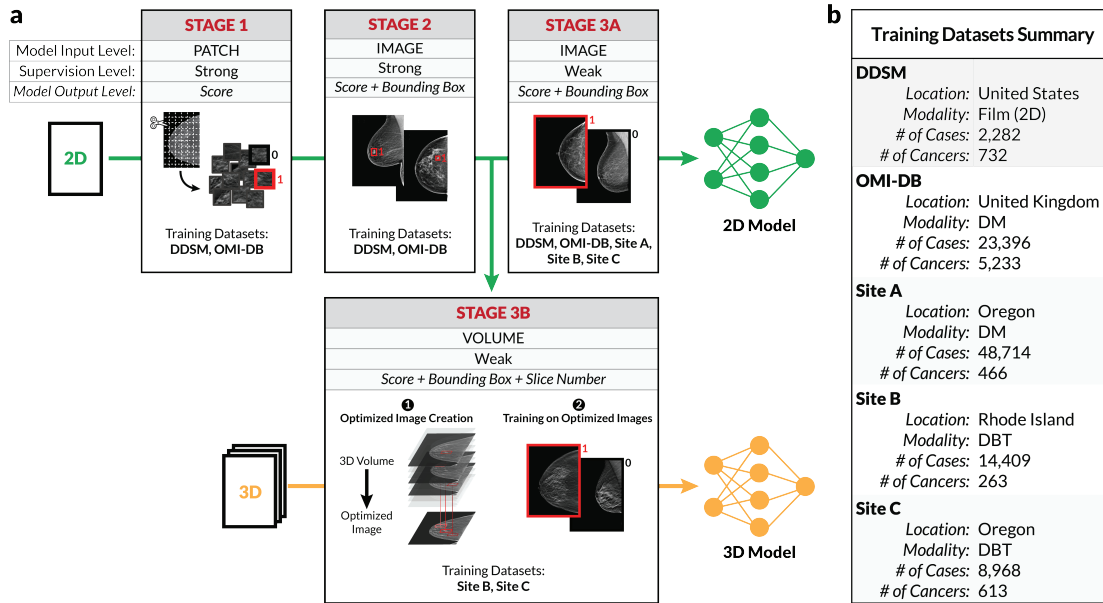 a
STAGE 1
STAGE 2
STAGE 3A
Model Input Level:
PATCH
IMAGE
IMAGE
Supervision Level:
Strong
Strong
Weak
Model Output Level:
Score
Score + Bounding Box
Score + Bounding Box
2D
0
1
1
1
1
0
2D Model
Training Datasets:
DDSM, OMI-DB
Training Datasets:
DDSM, OMI-DB
Training Datasets:
DDSM, OMI-DB, Site A,
Site B, Site C
STAGE 3B
VOLUME
Weak
Score + Bounding Box + Slice Number
1
Optimized Image Creation
2
Training on Optimized Images
3D
3D Volume
Optimized
Image
1
0
3D Model
Training Datasets:
Site B, Site C
b
Training Datasets Summary
DDSM
Location: United States
Modality: Film (2D)
# of Cases: 2,282
# of Cancers: 732
OMI-DB
Location: United Kingdom
Modality: DM
# of Cases: 23,396
# of Cancers: 5,233
Site A
Location: Oregon
Modality: DM
# of Cases: 48,714
# of Cancers: 466
Site B
Location: Rhode Island
Modality: DBT
# of Cases: 14,409
# of Cancers: 263
Site C
Location: Oregon
Modality: DBT
# of Cases: 8,968
# of Cancers: 613